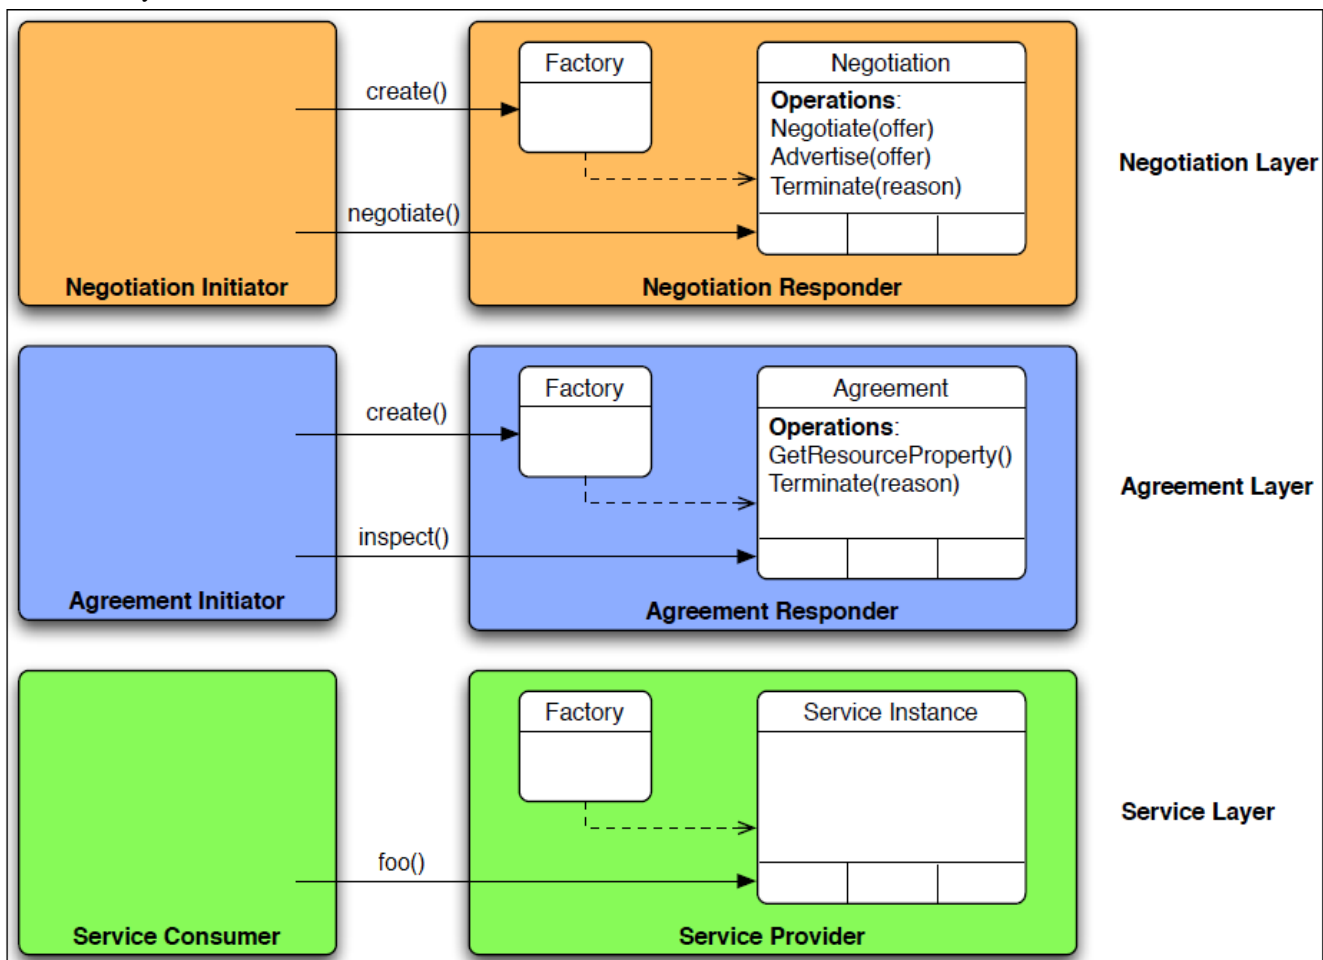 Factory
Negotiation
create()
Operations:
Negotiate(offer)
Advertise(offer)
Terminate(reason)
Negotiation Layer
negotiate()
Negotiation Initiator
Negotiation Responder
Factory
Agreement
create()
Operations:
GetResourceProperty()
Terminate(reason)
Agreement Layer
inspect()
Agreement Initiator
Agreement Responder
Factory
Service Instance
Service Layer
foo()
Service Consumer
Service Provider